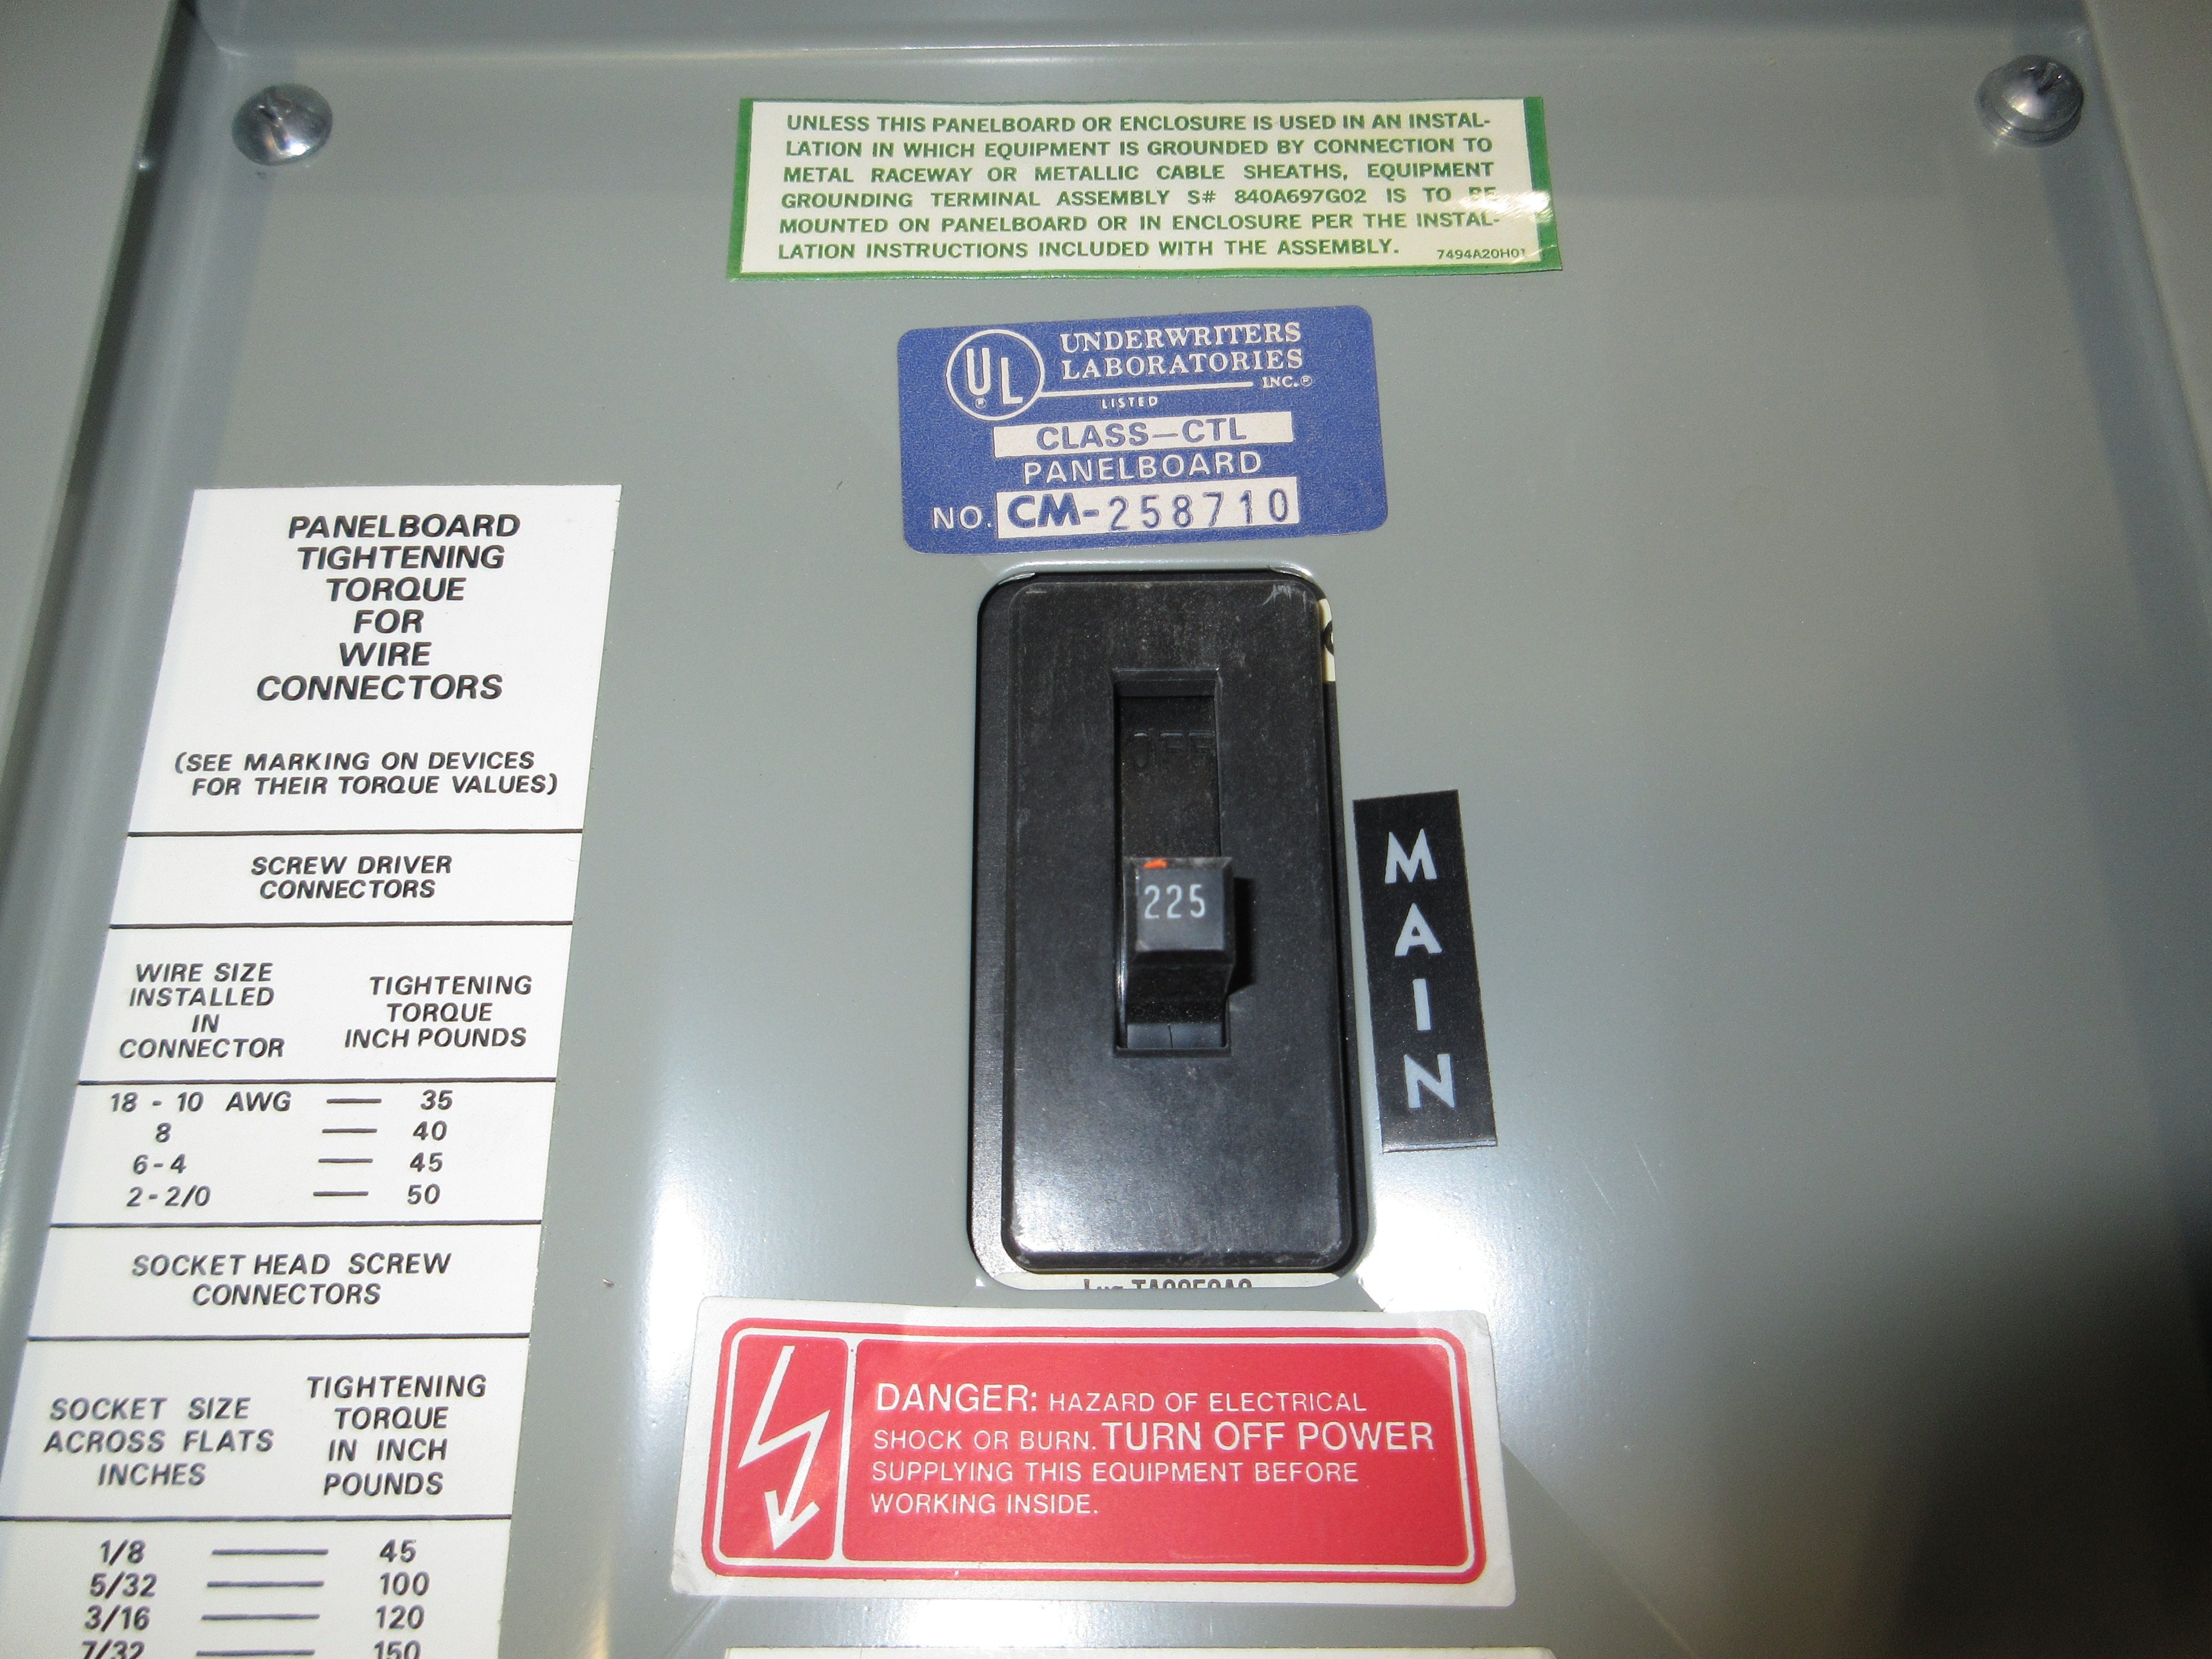 UNLESS THIS PANELBOARD OR ENCLOSURE IS USED IN AN INSTAL-
LATION IN WHICH EQUIPMENT IS GROUNDED BY CONNECTION TO
METAL RACEWAY OR METALLIC CABLE SHEATHS, EQUIPMENT
GROUNDING TERMINAL ASSEMBLY S# 840A697G02 IS TO BE
MOUNTED ON PANELBOARD OR IN ENCLOSURE PER THE INSTAL-
LATION INSTRUCTIONS INCLUDED WITH THE ASSEMBLY. 7494A20H01
UL®
UNDERWRITERS
LABORATORIES
INC.®
LISTED
CLASS-CTL
PANELBOARD
NO. CM-258710
PANELBOARD
TIGHTENING
TORQUE
FOR
WIRE
CONNECTORS
(SEE MARKING ON DEVICES
FOR THEIR TORQUE VALUES)
SCREW DRIVER
CONNECTORS
WIRE SIZE
INSTALLED
IN
CONNECTOR
TIGHTENING
TORQUE
INCH POUNDS
18 - 10 AWG — 35
8 — 40
6-4 — 45
2-2/0 — 50
SOCKET HEAD SCREW
CONNECTORS
SOCKET SIZE
ACROSS FLATS
INCHES
TIGHTENING
TORQUE
IN INCH
POUNDS
1/8 — 45
5/32 — 100
3/16 — 120
7/32 — 150
OFF
225
MAIN
DANGER: HAZARD OF ELECTRICAL
SHOCK OR BURN. TURN OFF POWER
SUPPLYING THIS EQUIPMENT BEFORE
WORKING INSIDE.